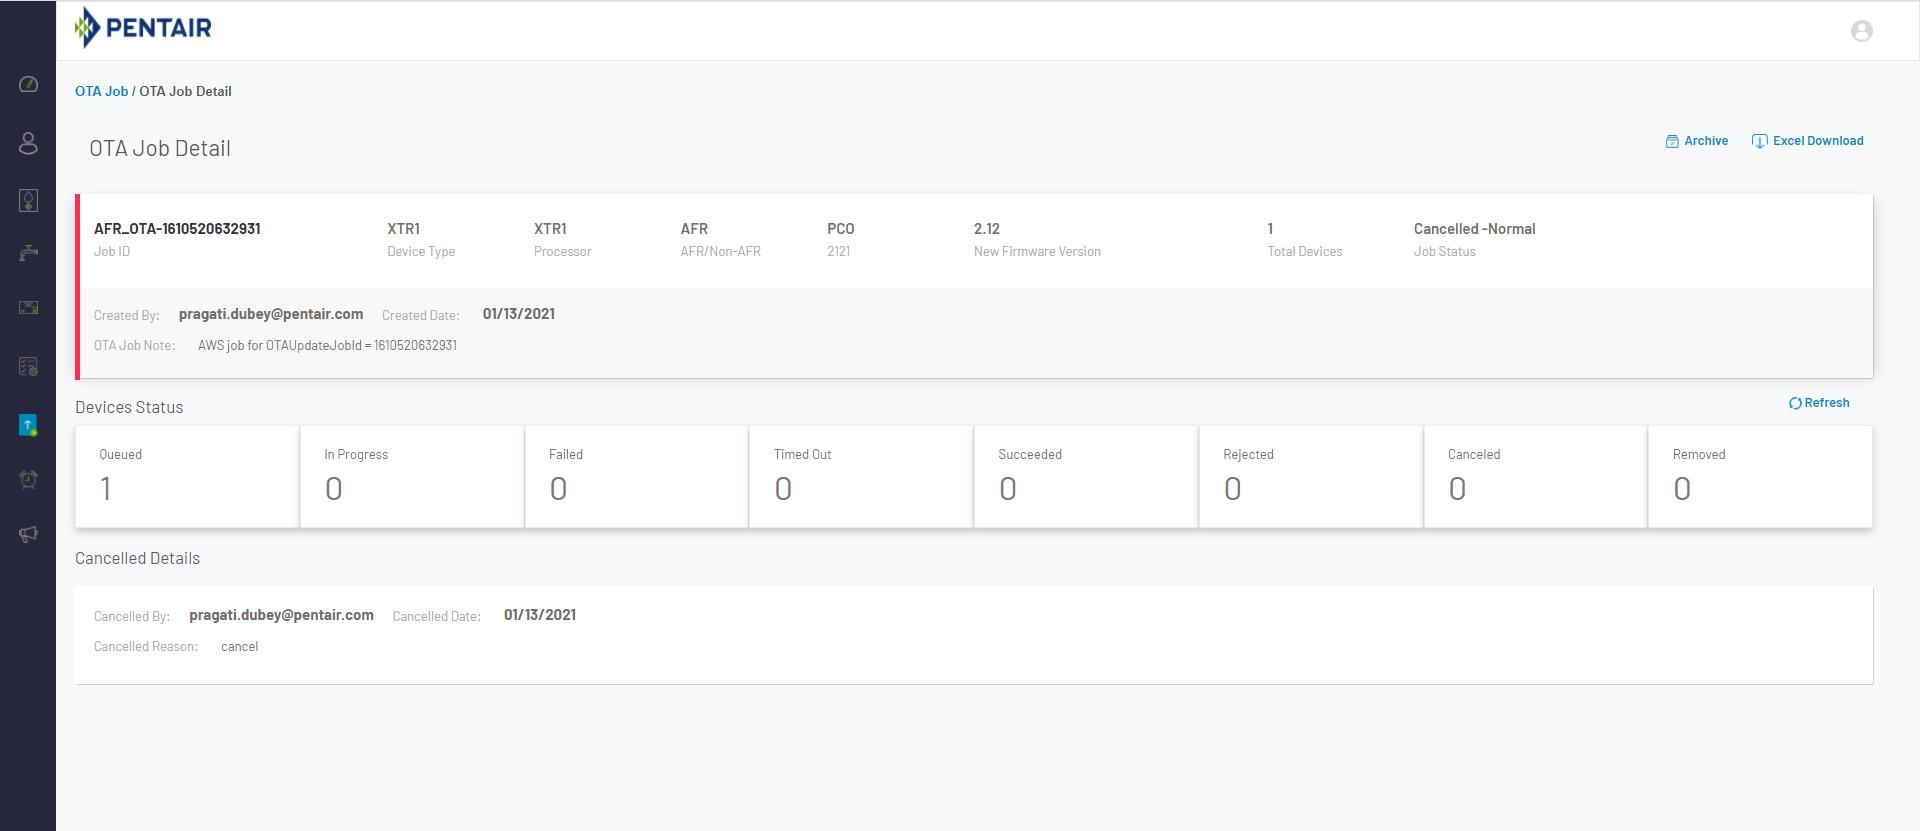 PENTAIR
OTA Job / OTA Job Detail
OTA Job Detail
Archive Excel Download
AFR_OTA-1610520632931 XTR1 XTR1 AFR PCO 2.12 1 Cancelled -Normal
Job ID Device Type Processor AFR/Non-AFR 2121 New Firmware Version Total Devices Job Status
Created By: pragati.dubey@pentair.com Created Date: 01/13/2021
OTA Job Note: AWS job for OTAUpdateJobId = 1610520632931
Devices Status Refresh
Queued In Progress Failed Timed Out Succeeded Rejected Canceled Removed
1 0 0 0 0 0 0 0
Cancelled Details
Cancelled By: pragati.dubey@pentair.com Cancelled Date: 01/13/2021
Cancelled Reason: cancel